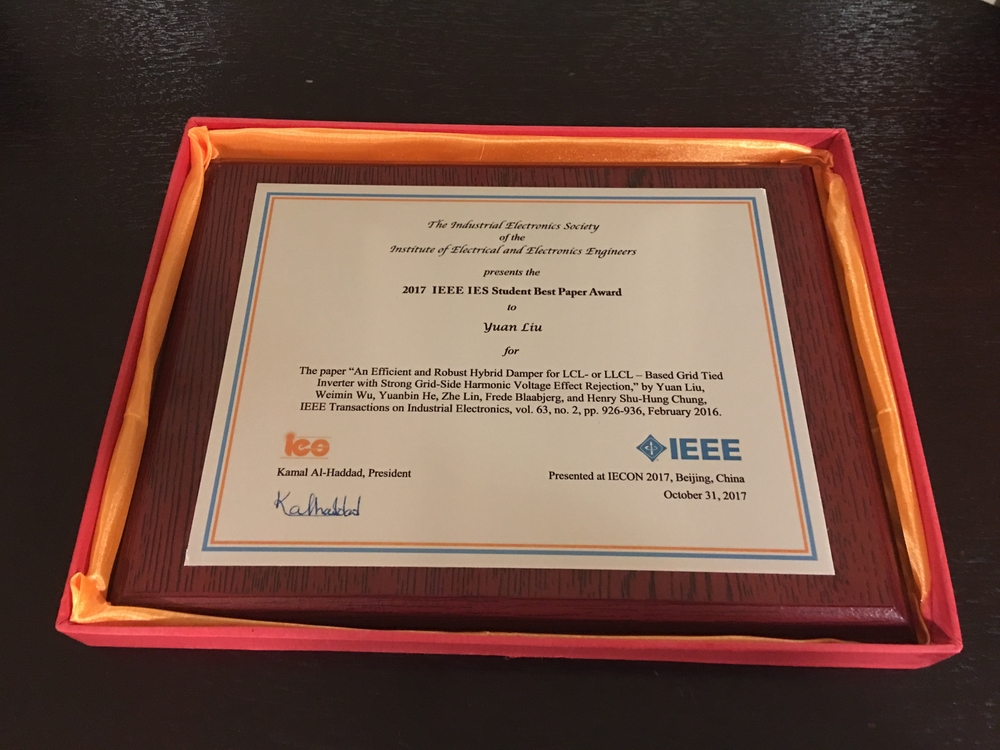 The Industrial Electronics Society
of the
Institute of Electrical and Electronics Engineers
presents the
2017 IEEE IES Student Best Paper Award
to
Yuan Liu
for
The paper “An Efficient and Robust Hybrid Damper for LCL- or LLCL – Based Grid Tied
Inverter with Strong Grid-Side Harmonic Voltage Effect Rejection,” by Yuan Liu,
Weimin Wu, Yuanbin He, Zhe Lin, Frede Blaabjerg, and Henry Shu-Hung Chung,
IEEE Transactions on Industrial Electronics, vol. 63, no. 2, pp. 926-936, February 2016.
IEEE
Kamal Al-Haddad, President
Presented at IECON 2017, Beijing, China
October 31, 2017